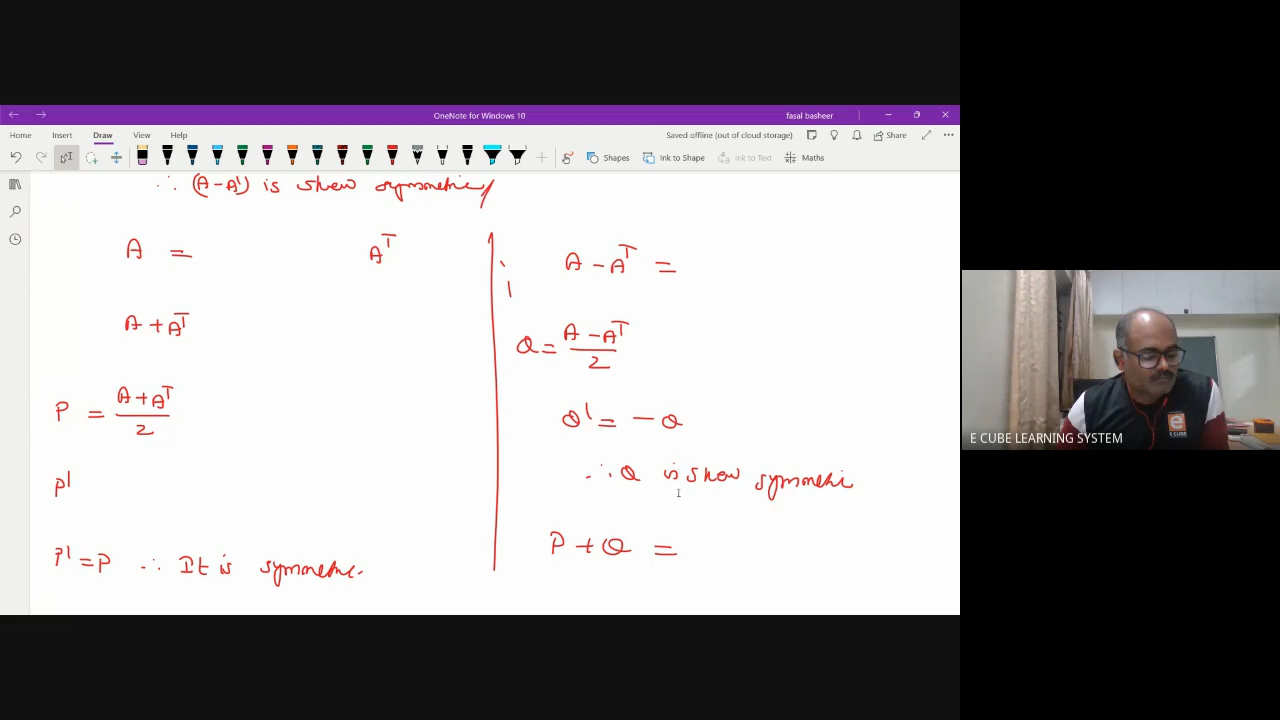 OneNote for Windows 10
fasal basheer
Home Insert Draw View Help
Saved offline (out of cloud storage)
Share
Shapes
Ink to Shape
Ink to Text
Maths
∴ (A-A') is skew symmetric
A =
A^T
A + A^T
P = (A + A^T)/2
P'
P' = P ∴ It is symmetric.
A - A^T =
Q = (A - A^T)/2
Q' = - Q
∴ Q is skew symmetric
P + Q =
E CUBE
E CUBE LEARNING SYSTEM